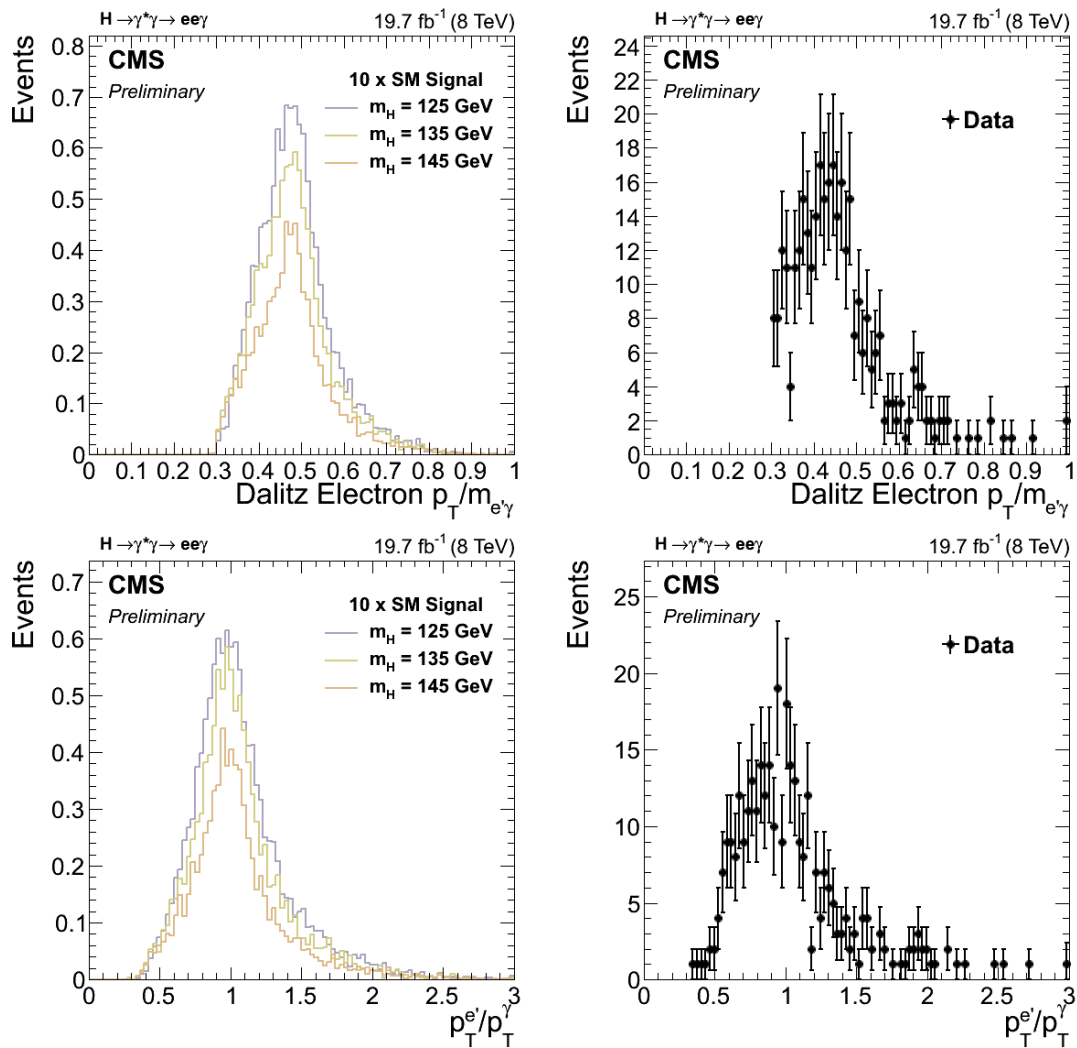 H →γ*γ→ eeγ 19.7 fb⁻¹ (8 TeV)
Events
0.8
0.7
0.6
0.5
0.4
0.3
0.2
0.1
0
CMS
Preliminary
10 x SM Signal
m_H = 125 GeV
m_H = 135 GeV
m_H = 145 GeV
0 0.1 0.2 0.3 0.4 0.5 0.6 0.7 0.8 0.9 1
Dalitz Electron p_T/m_e'γ
H →γ*γ→ eeγ 19.7 fb⁻¹ (8 TeV)
Events
24
22
20
18
16
14
12
10
8
6
4
2
0
CMS
Preliminary
Data
0 0.1 0.2 0.3 0.4 0.5 0.6 0.7 0.8 0.9 1
Dalitz Electron p_T/m_e'γ
H →γ*γ→ eeγ 19.7 fb⁻¹ (8 TeV)
Events
0.7
0.6
0.5
0.4
0.3
0.2
0.1
0
CMS
Preliminary
10 x SM Signal
m_H = 125 GeV
m_H = 135 GeV
m_H = 145 GeV
0 0.5 1 1.5 2 2.5 3
p_T^e'/p_T^γ
H →γ*γ→ eeγ 19.7 fb⁻¹ (8 TeV)
Events
25
20
15
10
5
0
CMS
Preliminary
Data
0 0.5 1 1.5 2 2.5 3
p_T^e'/p_T^γ